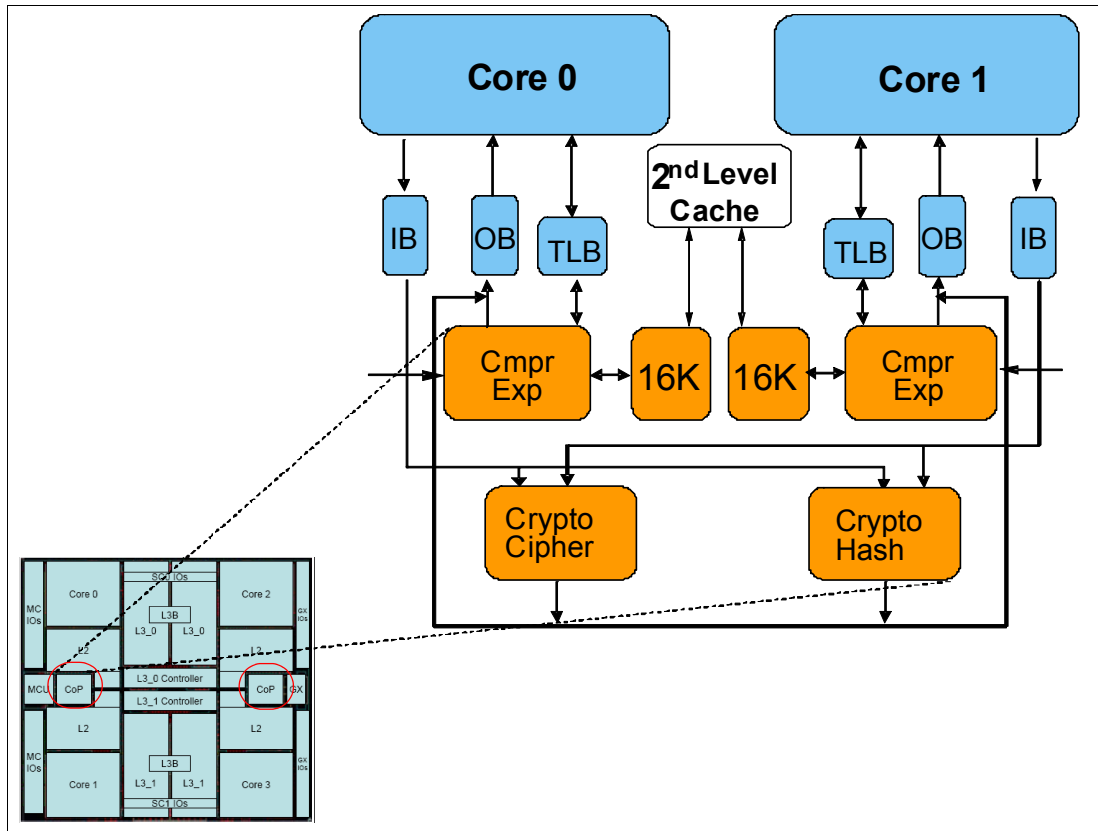 Core 0
Core 1
2nd Level
Cache
IB
OB
TLB
TLB
OB
IB
Cmpr
Exp
16K
16K
Cmpr
Exp
Crypto
Cipher
Crypto
Hash
SC0 IOs
Core 0
Core 2
MC
IOs
GX
IOs
L3B
L3_0
L3_0
L2
L2
L3_0 Controller
MCU
CoP
CoP
GX
L3_1 Controller
L2
L2
MC
IOs
GX
IOs
L3B
Core 1
L3_1
L3_1
Core 3
SC1 IOs